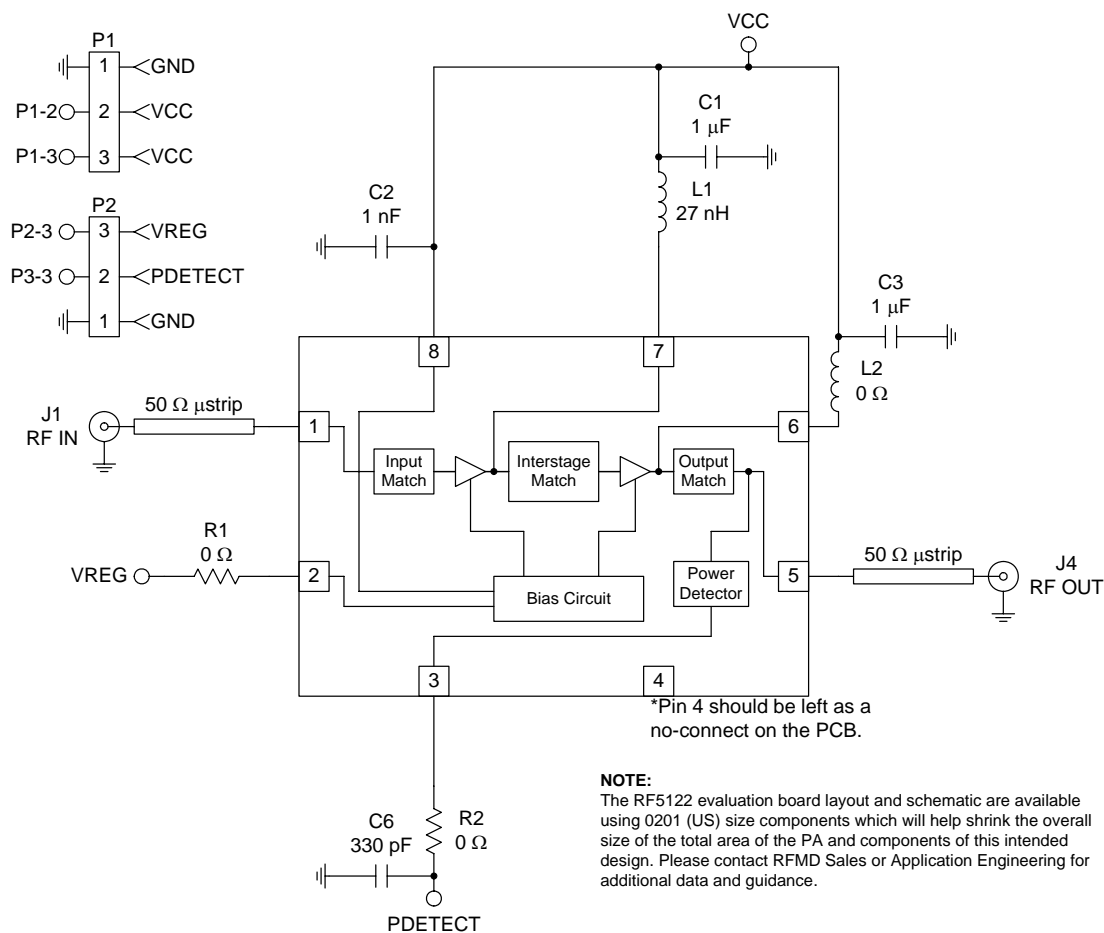 VCC
P1
1
GND
P1-2
2
VCC
P1-3
3
VCC
C1
1 μF
P2
P2-3
3
VREG
P3-3
2
PDETECT
1
GND
C2
1 nF
L1
27 nH
C3
1 μF
L2
0 Ω
8
7
J1
RF IN
50 Ω μstrip
1
6
Input
Match
Interstage
Match
Output
Match
R1
0 Ω
VREG
2
Bias Circuit
Power
Detector
5
50 Ω μstrip
J4
RF OUT
3
4
*Pin 4 should be left as a
no-connect on the PCB.
C6
330 pF
R2
0 Ω
PDETECT
NOTE:
The RF5122 evaluation board layout and schematic are available
using 0201 (US) size components which will help shrink the overall
size of the total area of the PA and components of this intended
design. Please contact RFMD Sales or Application Engineering for
additional data and guidance.